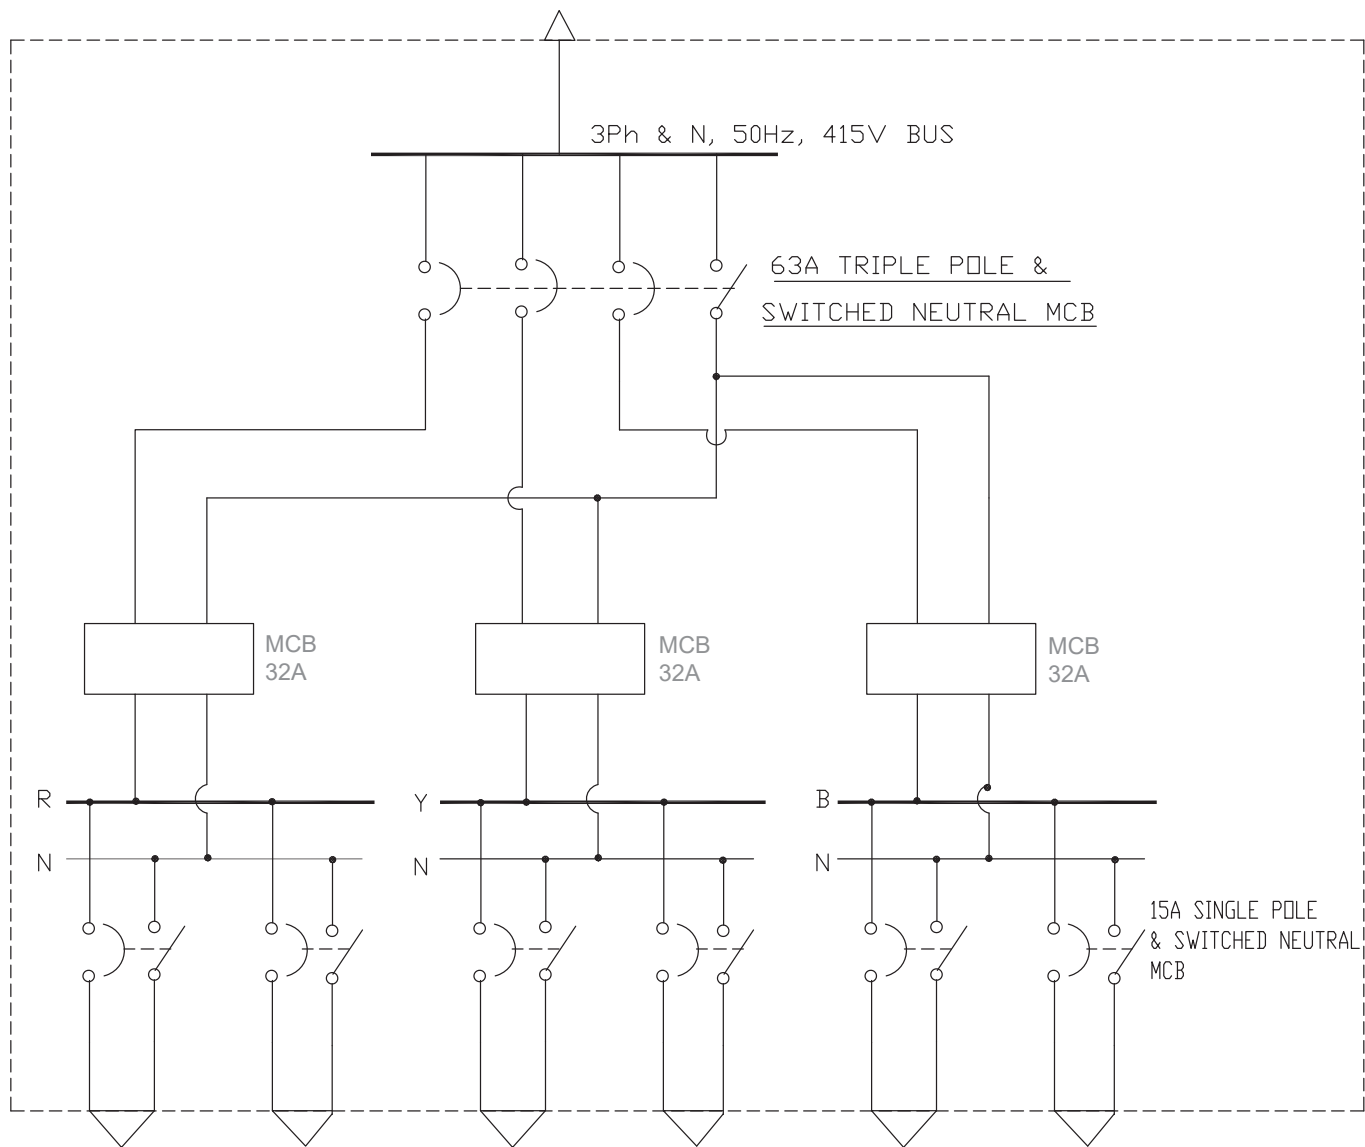 3Ph & N, 50Hz, 415V BUS
63A TRIPLE POLE &
SWITCHED NEUTRAL MCB
MCB
32A
MCB
32A
MCB
32A
R
Y
B
N
N
N
15A SINGLE POLE
& SWITCHED NEUTRAL
MCB